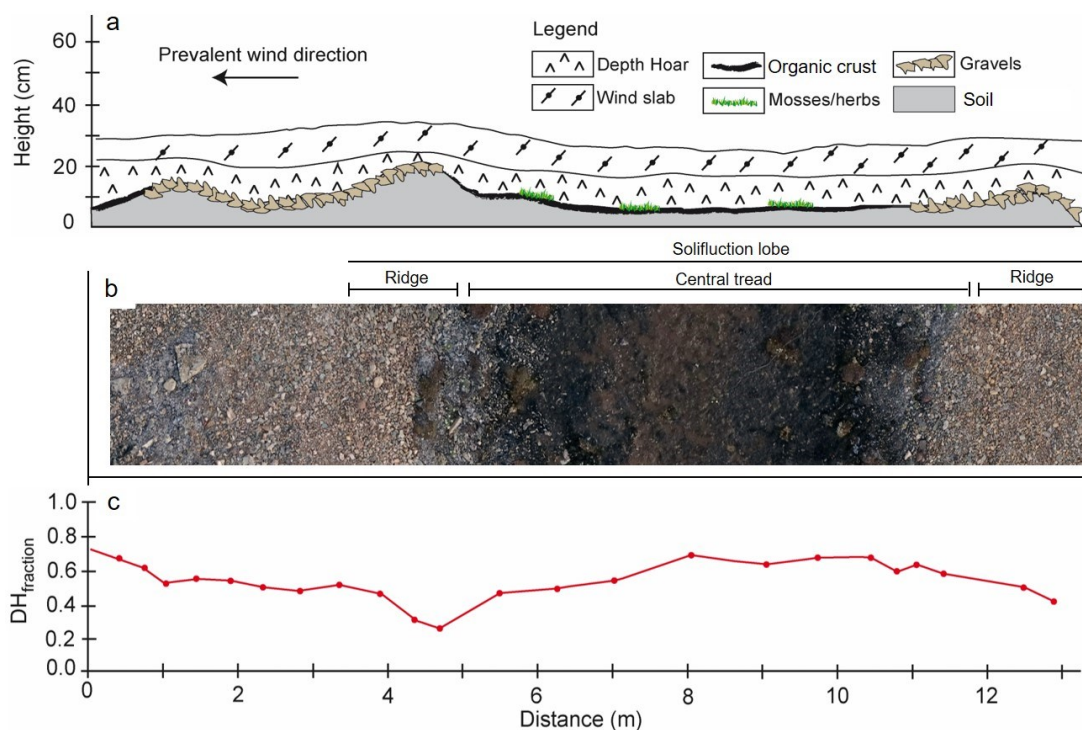 a
60
40
20
0
Height (cm)
Prevalent wind direction
Legend
Depth Hoar
Organic crust
Gravels
Wind slab
Mosses/herbs
Soil
Solifluction lobe
b
Ridge
Central tread
Ridge
c
1.0
0.8
0.6
0.4
0.2
0.0
DHfraction
0
2
4
6
8
10
12
Distance (m)